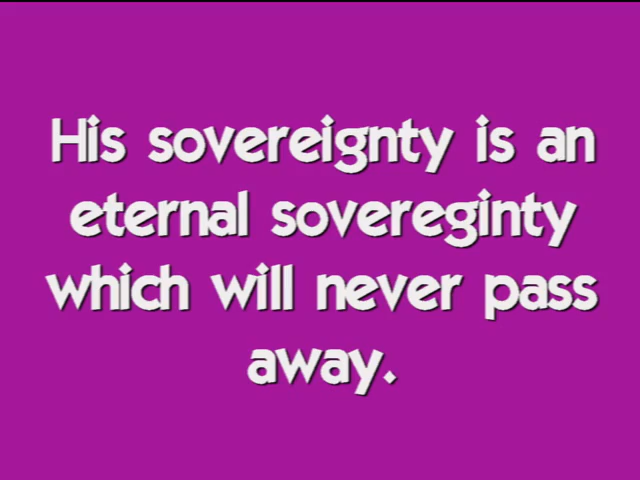 His sovereignty is an
eternal sovereginty
which will never pass
away.